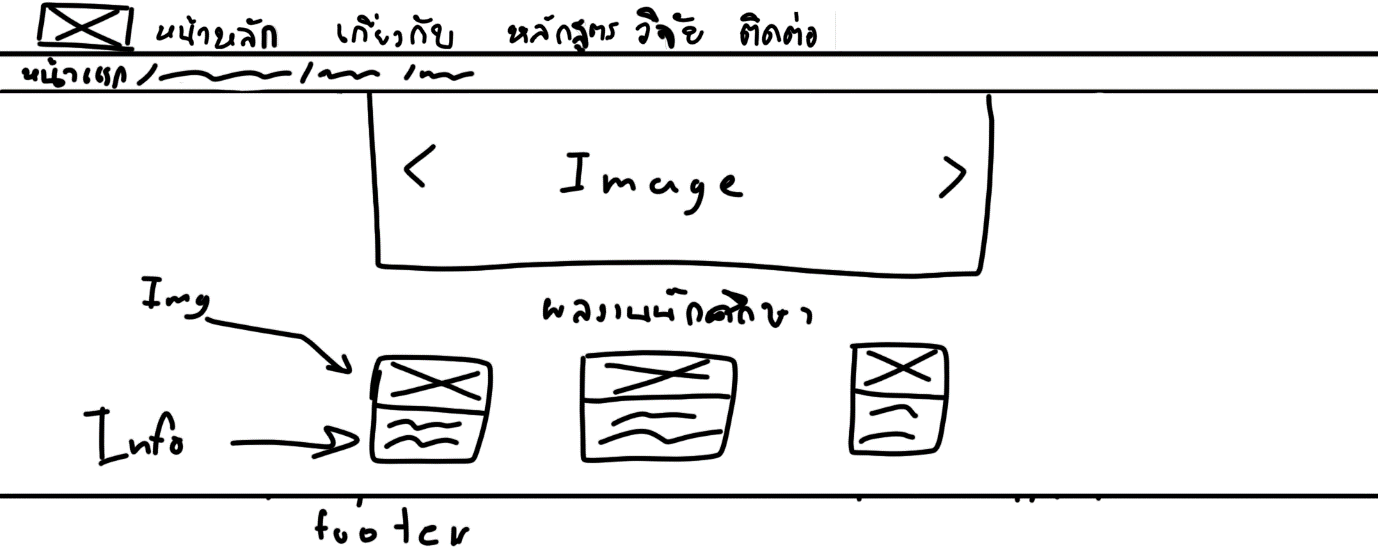 หน้าหลัก เกี่ยวกับ หลักสูตร วิจัย ติดต่อ
หน้าแรก / / /
< Image >
Img
ผลงานนักศึกษา
Info
footer